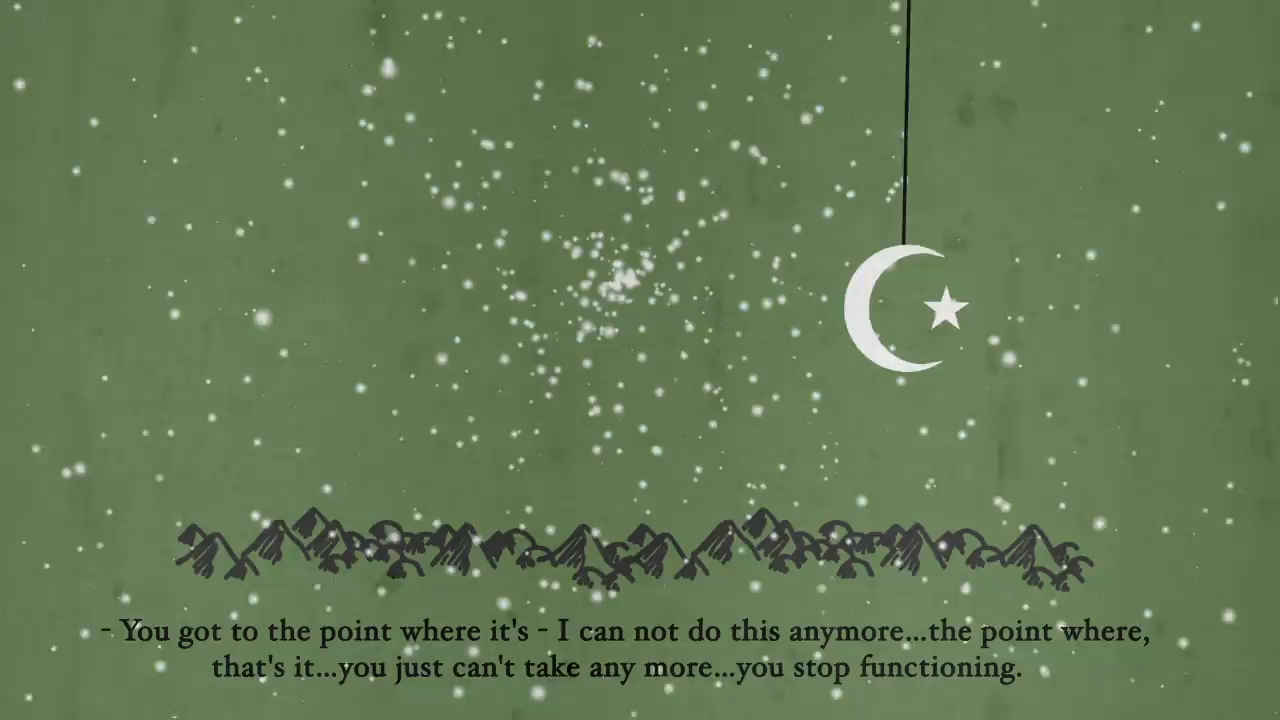 - You got to the point where it's - I can not do this anymore...the point where,
that's it...you just can't take any more...you stop functioning.